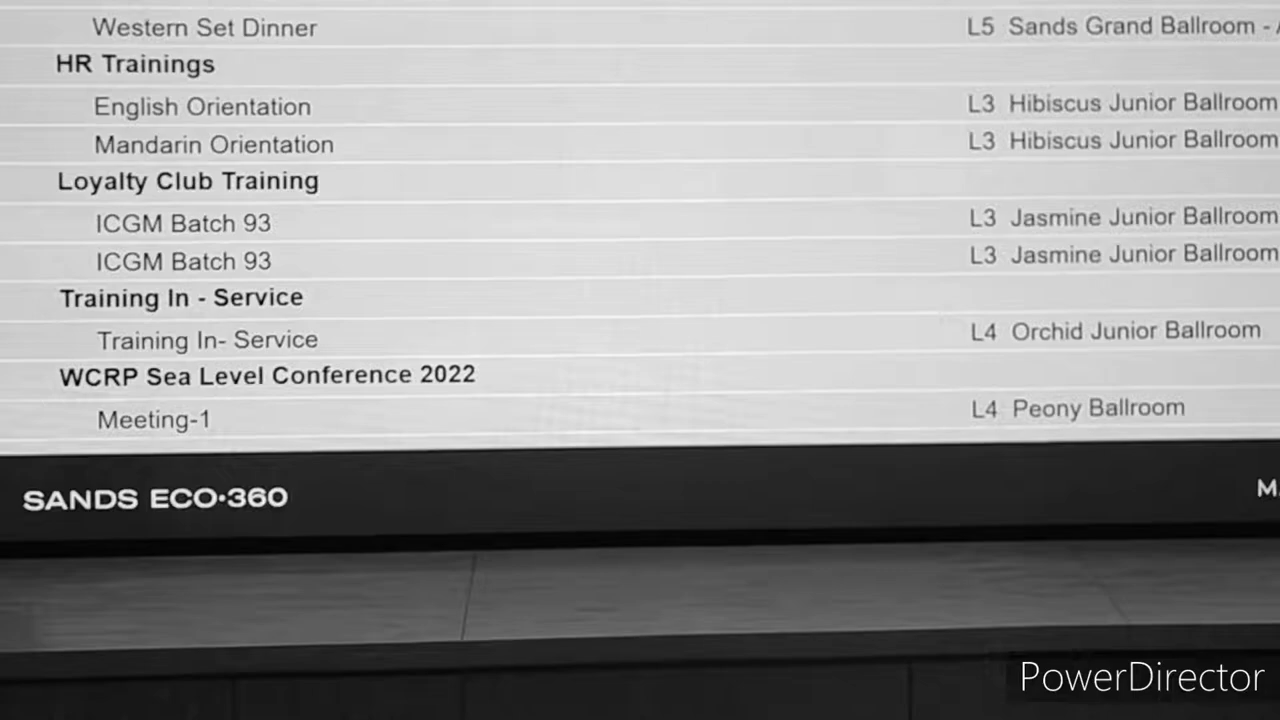 Western Set Dinner L5 Sands Grand Ballroom -
HR Trainings
English Orientation L3 Hibiscus Junior Ballroom
Mandarin Orientation L3 Hibiscus Junior Ballroom
Loyalty Club Training
ICGM Batch 93 L3 Jasmine Junior Ballroom
ICGM Batch 93 L3 Jasmine Junior Ballroom
Training In - Service
Training In- Service L4 Orchid Junior Ballroom
WCRP Sea Level Conference 2022
Meeting-1 L4 Peony Ballroom
SANDS ECO•360
PowerDirector